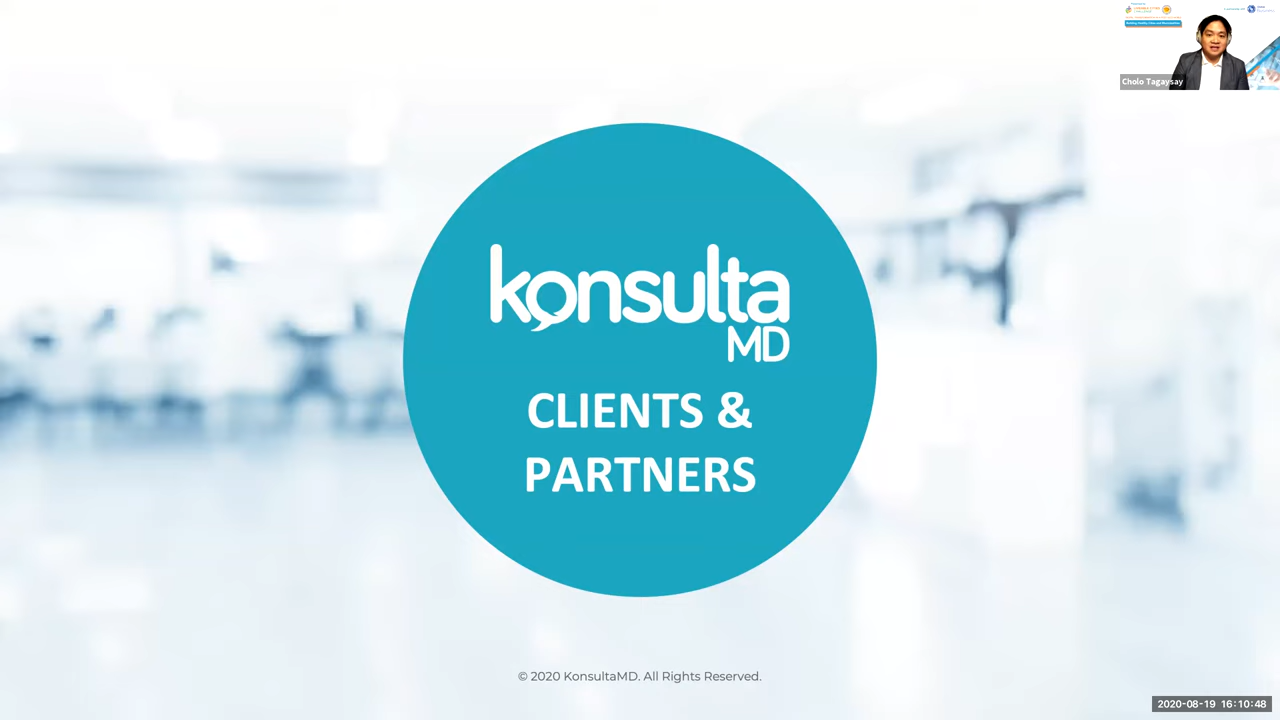 Cholo Tagaysay
konsulta
MD
CLIENTS &
PARTNERS
© 2020 KonsultaMD. All Rights Reserved.
2020-08-19 16:10:48